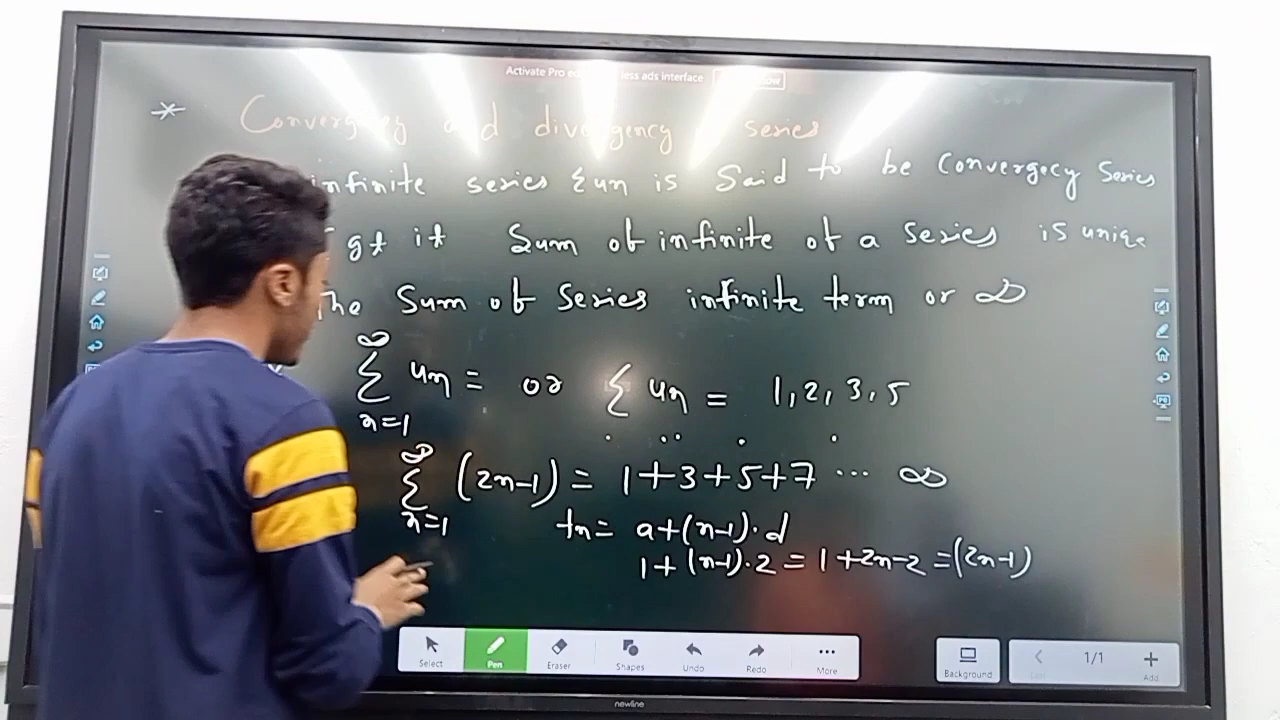 Activate Pro less ads interface
* Convergency and divergency series
infinite series Σun is Said to be Convergecy Series
it Sum of infinite of a series is uniqe
The Sum of Series infinite term or ∞
∞
Σ un = or Σ un = 1, 2, 3, 5
n=1
∞
Σ (2n-1) = 1+3+5+7 ... ∞
n=1
tn = a+(n-1)·d
1+(n-1)·2 = 1+2n-2 = (2n-1)
Select Pen Eraser Shapes Undo Redo More Background 1/1 Add
newline